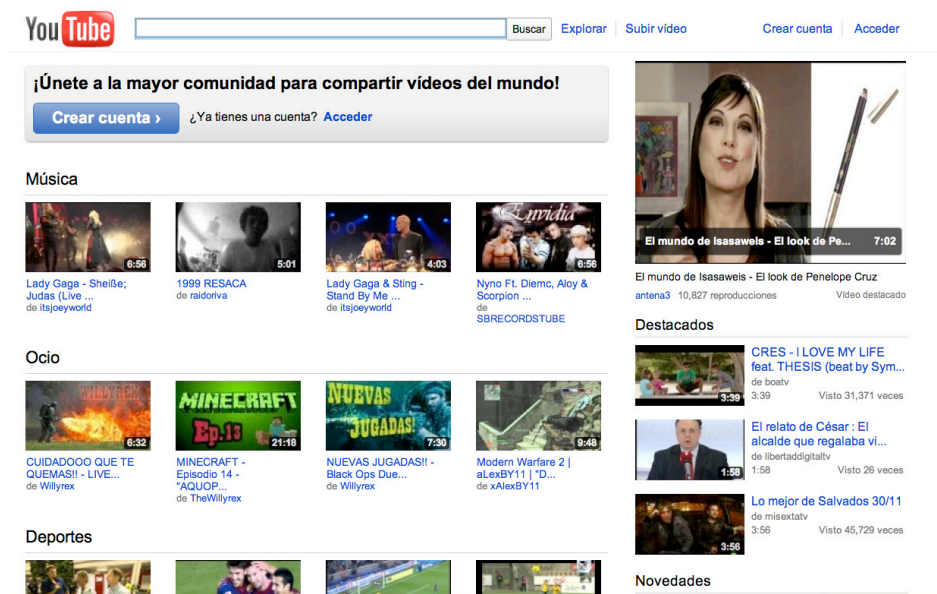 YouTube
Buscar
Explorar
Subir vídeo
Crear cuenta
Acceder
¡Únete a la mayor comunidad para compartir vídeos del mundo!
Crear cuenta ›
¿Ya tienes una cuenta? Acceder
Música
6:56
5:01
4:03
Envidia
6:56
Lady Gaga - Sheiße;
Judas (Live ...
de itsjoeyworld
1999 RESACA
de raidoriva
Lady Gaga & Sting -
Stand By Me ...
de itsjoeyworld
Nyno Ft. Diemc, Aloy &
Scorpion ...
de
SBRECORDSTUBE
Ocio
WILLYREX
6:32
MINECRAFT
Ep.13
21:18
NUEVAS
JUGADAS!
7:30
9:48
CUIDADOOO QUE TE
QUEMAS!! - LIVE...
de Willyrex
MINECRAFT -
Episodio 14 -
"AQUOP...
de TheWillyrex
NUEVAS JUGADAS!! -
Black Ops Due...
de Willyrex
Modern Warfare 2 |
aLexBY11 | "D...
de xAlexBY11
Deportes
El mundo de Isasaweis - El look de Pe...
7:02
El mundo de Isasaweis - El look de Penelope Cruz
antena3 10,827 reproducciones
Vídeo destacado
Destacados
3:39
CRES - I LOVE MY LIFE
feat. THESIS (beat by Sym...
de boatv
3:39
Visto 31,371 veces
1:58
El relato de César : El
alcalde que regalaba vi...
de libertaddigitaltv
1:58
Visto 26 veces
3:56
Lo mejor de Salvados 30/11
de misextatv
3:56
Visto 45,729 veces
Novedades